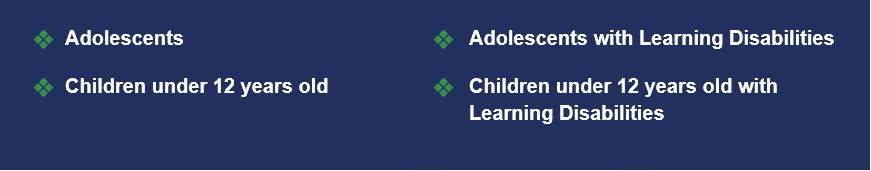 Adolescents
Children under 12 years old
Adolescents with Learning Disabilities
Children under 12 years old with
Learning Disabilities